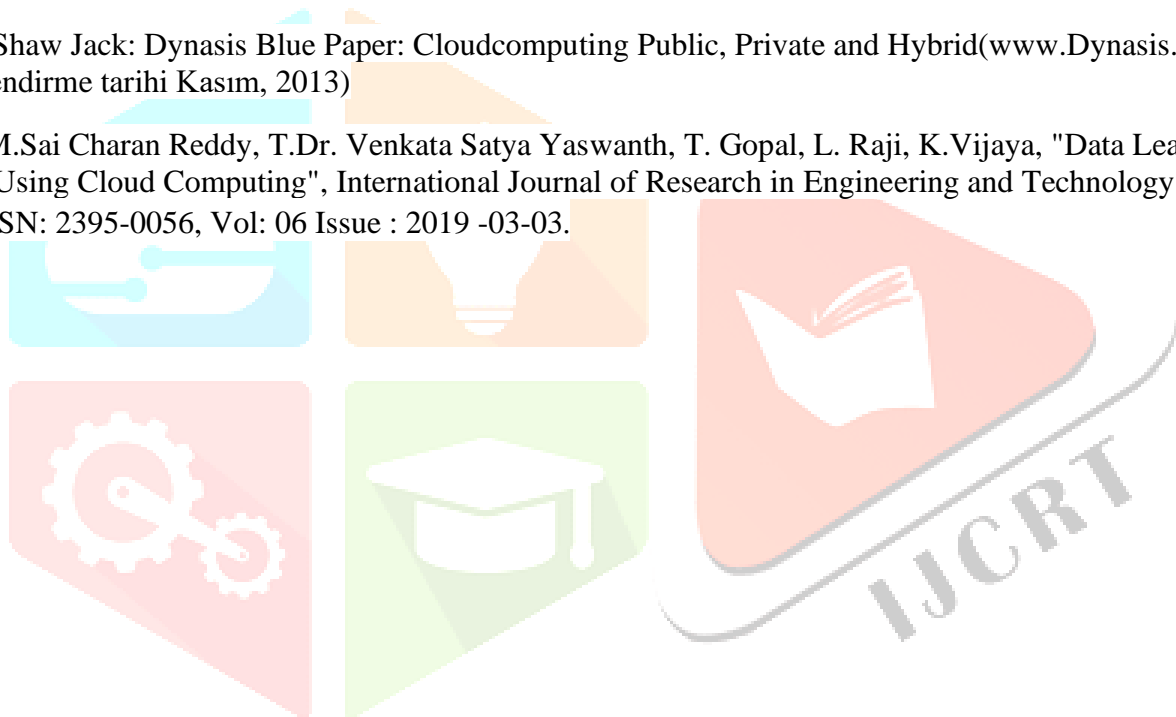 Shaw Jack: Dynasis Blue Paper: Cloudcomputing Public, Private and Hybrid(www.Dynasis.
endirme tarihi Kasım, 2013)
M.Sai Charan Reddy, T.Dr. Venkata Satya Yaswanth, T. Gopal, L. Raji, K.Vijaya, "Data Lea
Using Cloud Computing", International Journal of Research in Engineering and Technology
SN: 2395-0056, Vol: 06 Issue : 2019 -03-03.
IJCRT